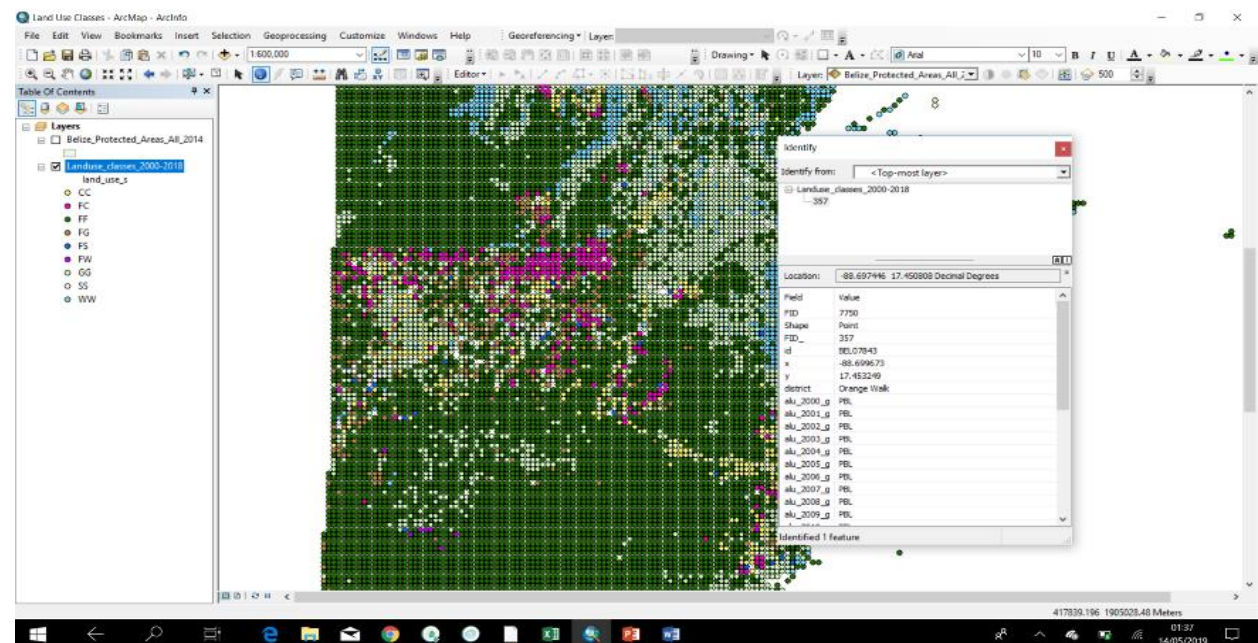 Land Use Classes - ArcMap - ArcInfo
File Edit View Bookmarks Insert Selection Geoprocessing Customize Windows Help Georeferencing Layer:
1:600,000 Drawing Arial 10 B I U A
Editor Layer: Belize_Protected_Areas_All_2 500
Table Of Contents
Layers
Belize_Protected_Areas_All_2014
Landuse_classes_2000-2018
land_use_s
CC
FC
FF
FG
FS
FW
GG
SS
WW
Identify
Identify from: <Top-most layer>
Landuse_classes_2000-2018
357
Location: -88.697446 17.450808 Decimal Degrees
Field Value
FID 7750
Shape Point
FID_ 357
id BEL07843
x -88.699673
y 17.453249
district Orange Walk
alu_2000_g PBL
alu_2001_g PBL
alu_2002_g PBL
alu_2003_g PBL
alu_2004_g PBL
alu_2005_g PBL
alu_2006_g PBL
alu_2007_g PBL
alu_2008_g PBL
alu_2009_g PBL
Identified 1 feature
417839.196 1905028.48 Meters
01:37
14/05/2019